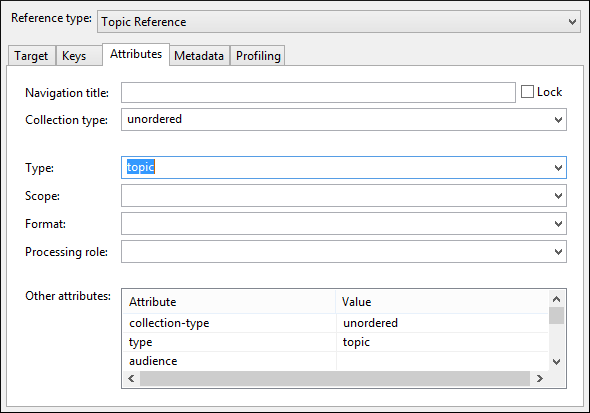 Reference type: Topic Reference
Target Keys Attributes Metadata Profiling
Navigation title: Lock
Collection type: unordered
Type: topic
Scope:
Format:
Processing role:
Other attributes: Attribute Value
collection-type unordered
type topic
audience